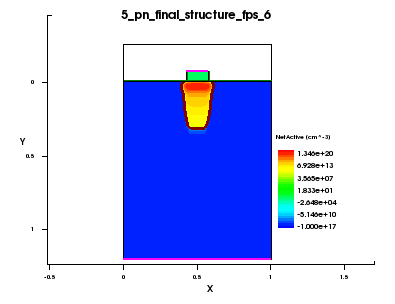 5_pn_final_structure_fps_6
0
Y
0.5
1
NetActive (cm^-3)
1.346e+20
6.928e+13
3.565e+07
1.833e+01
-2.648e+04
-5.146e+10
-1.000e+17
-0.5
0
0.5
1
1.5
X